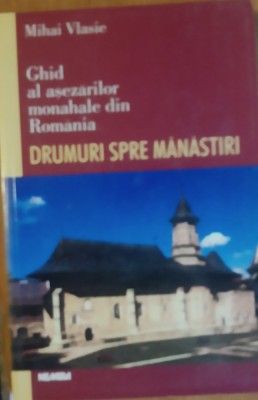 Mihai Vlasie
Ghid
al așezărilor
monahale din
România
DRUMURI SPRE MĂNĂSTIRI